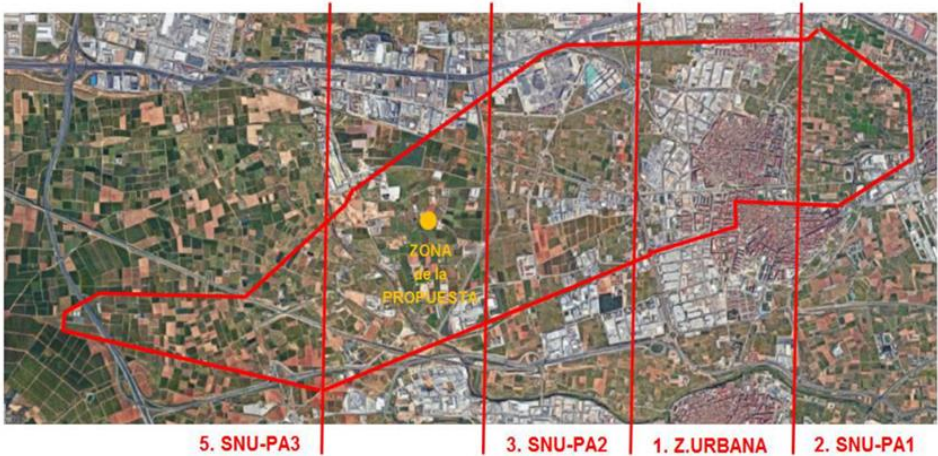 ZONA
de la
PROPUESTA
5. SNU-PA3
3. SNU-PA2
1. Z.URBANA
2. SNU-PA1